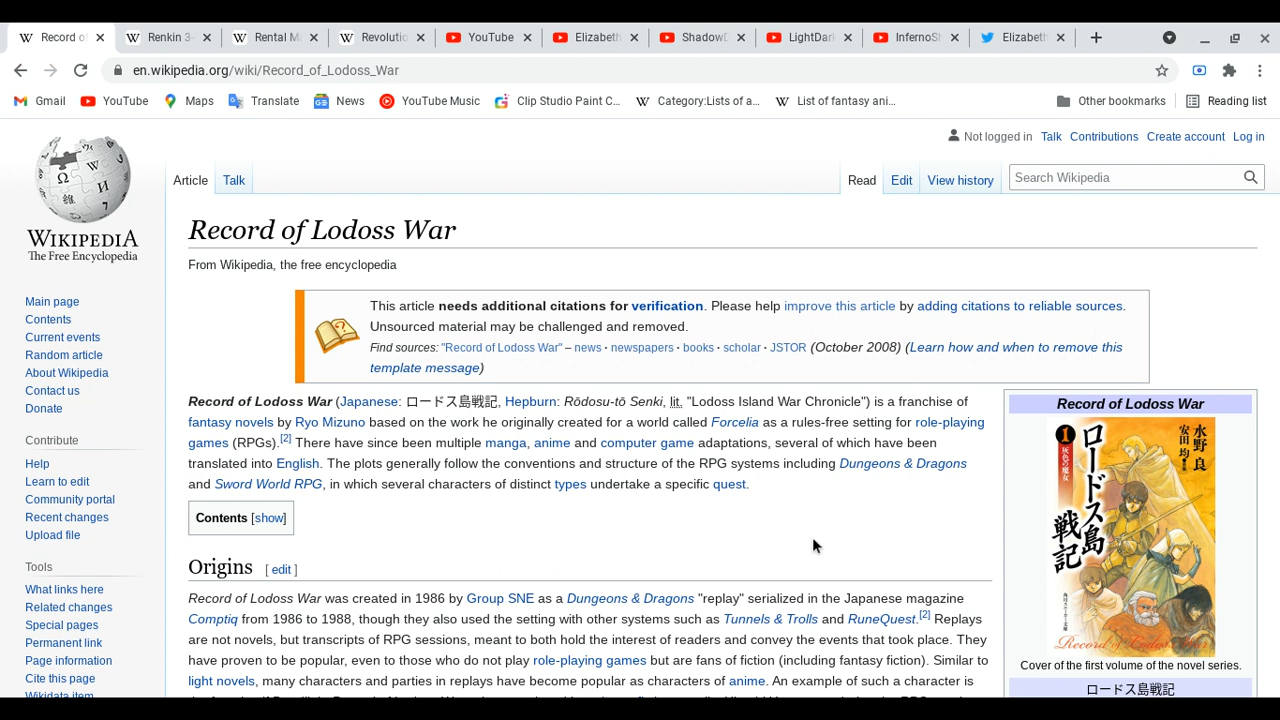 Record of
Renkin 3-
Rental Ma
Revolutio
YouTube
Elizabeth
ShadowD
LightDark
InfernoSh
Elizabeth
en.wikipedia.org/wiki/Record_of_Lodoss_War
Gmail
YouTube
Maps
Translate
News
YouTube Music
Clip Studio Paint C...
Category:Lists of a...
List of fantasy ani...
Other bookmarks
Reading list
Not logged in Talk Contributions Create account Log in
Article Talk
Read Edit View history
Search Wikipedia
WIKIPEDIA
The Free Encyclopedia
Main page
Contents
Current events
Random article
About Wikipedia
Contact us
Donate
Contribute
Help
Learn to edit
Community portal
Recent changes
Upload file
Tools
What links here
Related changes
Special pages
Permanent link
Page information
Cite this page
Wikidata item
Record of Lodoss War
From Wikipedia, the free encyclopedia
This article needs additional citations for verification. Please help improve this article by adding citations to reliable sources.
Unsourced material may be challenged and removed.
Find sources: "Record of Lodoss War" – news · newspapers · books · scholar · JSTOR (October 2008) (Learn how and when to remove this
template message)
Record of Lodoss War (Japanese: ロードス島戦記, Hepburn: Rōdosu-tō Senki, lit. "Lodoss Island War Chronicle") is a franchise of
fantasy novels by Ryo Mizuno based on the work he originally created for a world called Forcelia as a rules-free setting for role-playing
games (RPGs).[2] There have since been multiple manga, anime and computer game adaptations, several of which have been
translated into English. The plots generally follow the conventions and structure of the RPG systems including Dungeons & Dragons
and Sword World RPG, in which several characters of distinct types undertake a specific quest.
Contents [show]
Origins [ edit ]
Record of Lodoss War was created in 1986 by Group SNE as a Dungeons & Dragons "replay" serialized in the Japanese magazine
Comptiq from 1986 to 1988, though they also used the setting with other systems such as Tunnels & Trolls and RuneQuest.[2] Replays
are not novels, but transcripts of RPG sessions, meant to both hold the interest of readers and convey the events that took place. They
have proven to be popular, even to those who do not play role-playing games but are fans of fiction (including fantasy fiction). Similar to
light novels, many characters and parties in replays have become popular as characters of anime. An example of such a character is
Record of Lodoss War
1
灰色の魔女
ロードス島
戦記
水野 良
安田 均
Record of Lodoss War
Cover of the first volume of the novel series.
ロードス島戦記